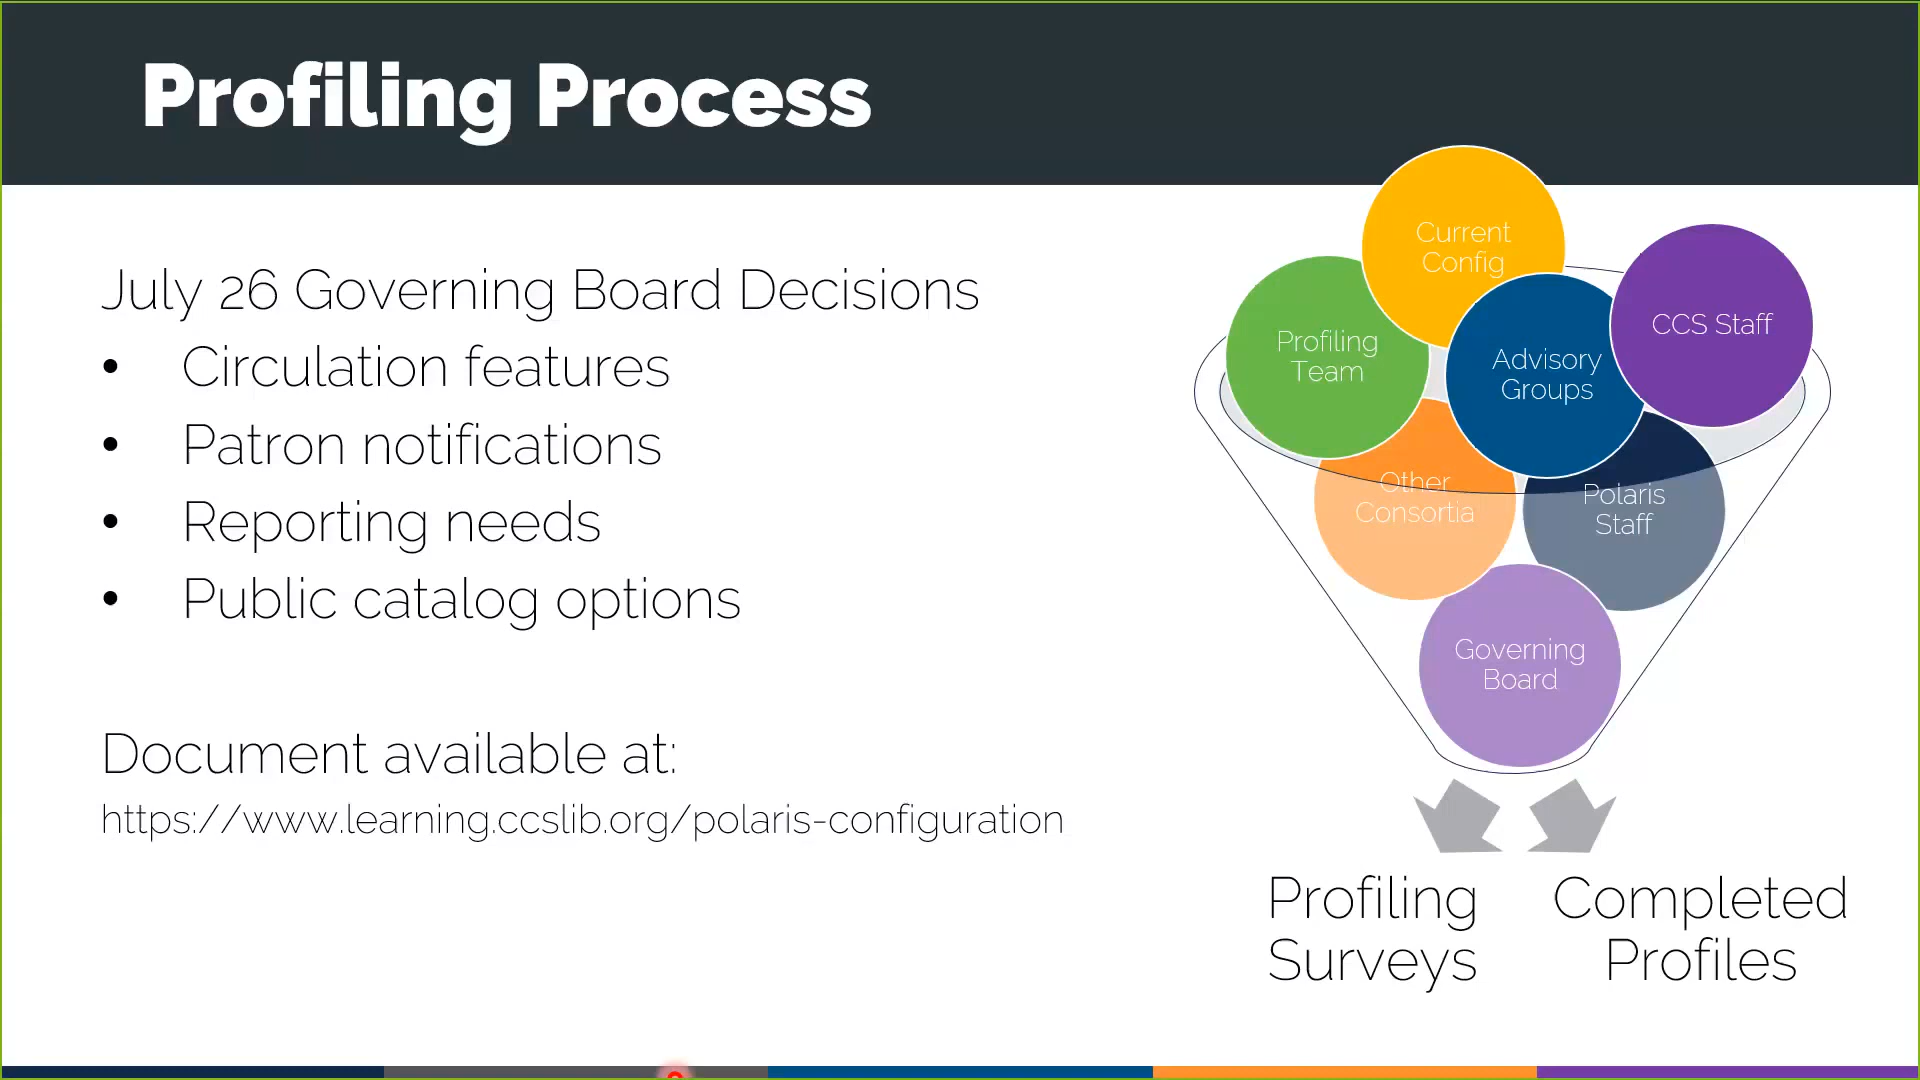 Profiling Process
July 26 Governing Board Decisions
• Circulation features
• Patron notifications
• Reporting needs
• Public catalog options
Document available at:
https://www.learning.ccslib.org/polaris-configuration
Current
Config
CCS Staff
Profiling
Team
Advisory
Groups
Other
Consortia
Polaris
Staff
Governing
Board
Profiling
Surveys
Completed
Profiles